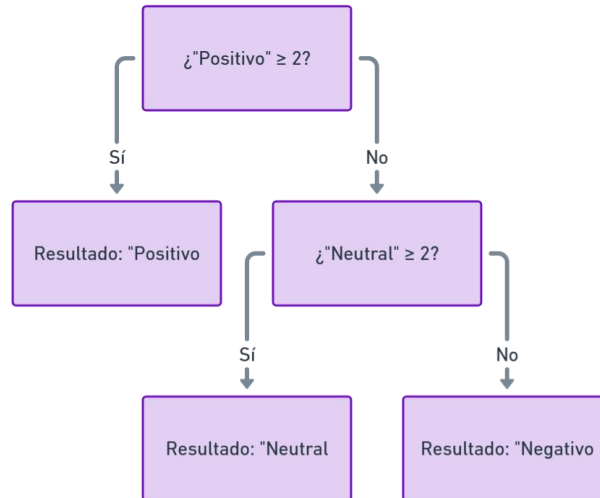 ¿"Positivo" ≥ 2?
Sí
No
Resultado: "Positivo
¿"Neutral" ≥ 2?
Sí
No
Resultado: "Neutral
Resultado: "Negativo